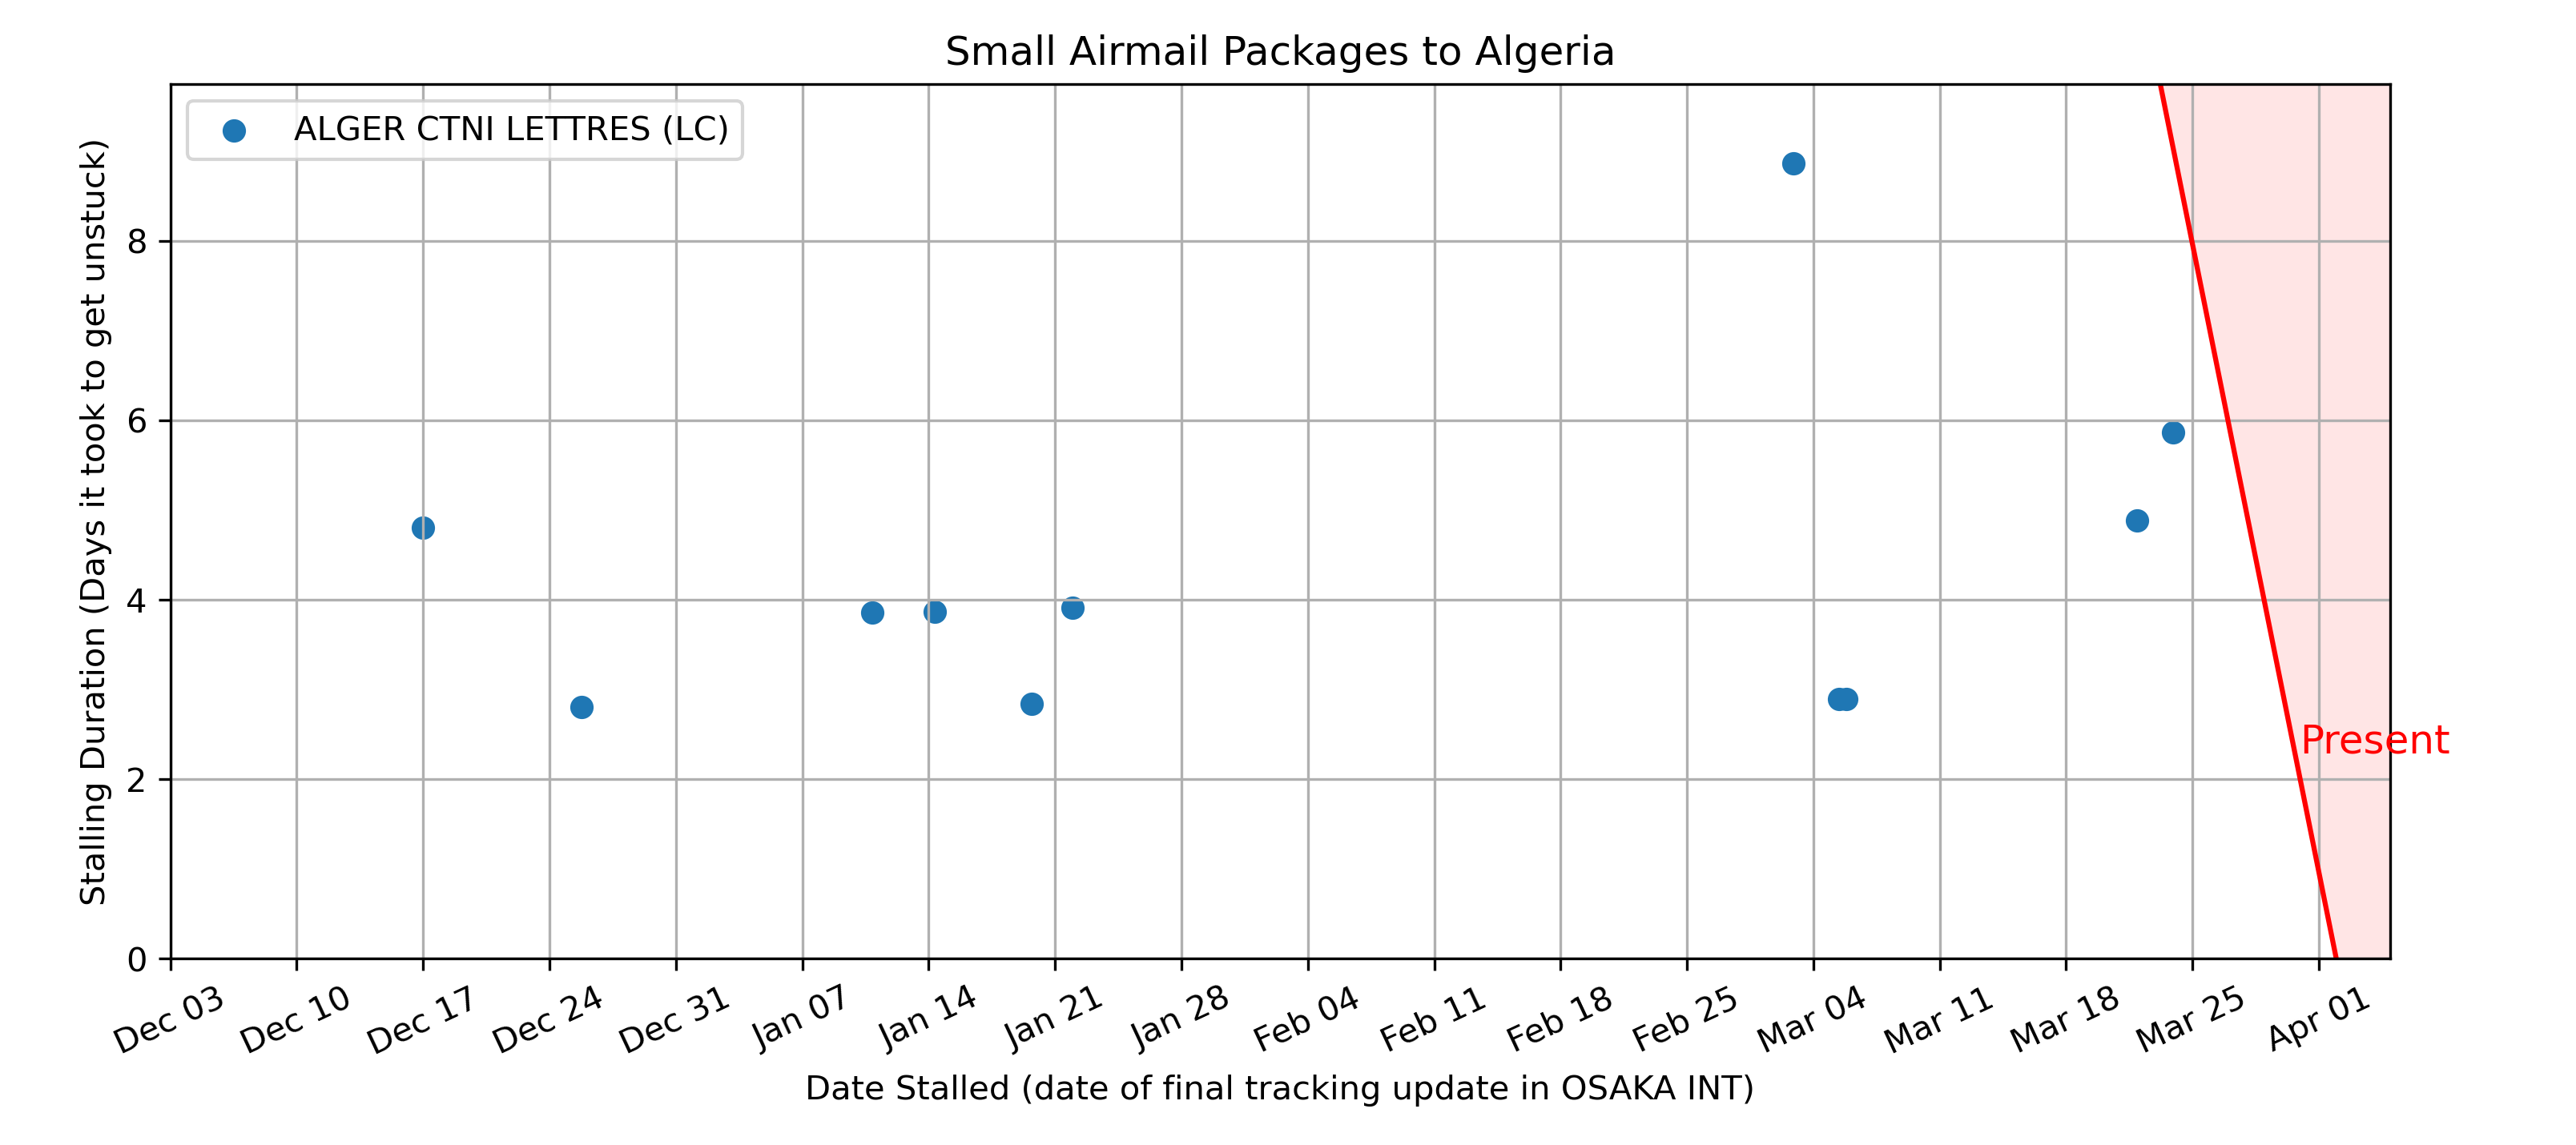 Small Airmail Packages to Algeria
ALGER CTNI LETTRES (LC)
Stalling Duration (Days it took to get unstuck)
8
6
4
2
0
Present
Dec 03
Dec 10
Dec 17
Dec 24
Dec 31
Jan 07
Jan 14
Jan 21
Jan 28
Feb 04
Feb 11
Feb 18
Feb 25
Mar 04
Mar 11
Mar 18
Mar 25
Apr 01
Date Stalled (date of final tracking update in OSAKA INT)